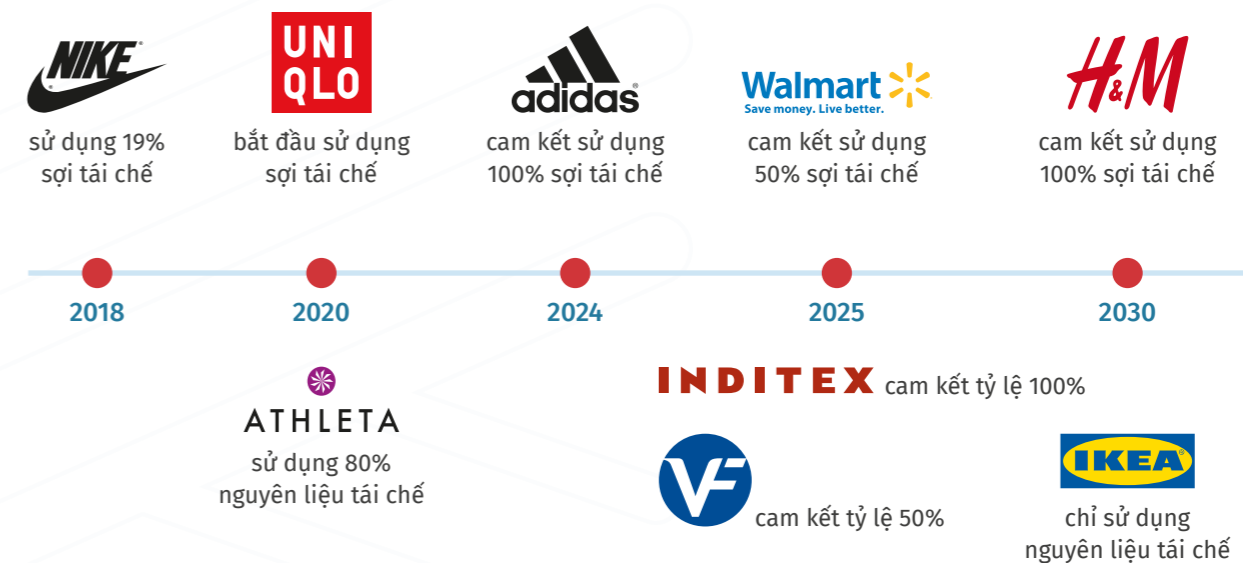 NIKE
sử dụng 19%
sợi tái chế
UNI
QLO
bắt đầu sử dụng
sợi tái chế
adidas
cam kết sử dụng
100% sợi tái chế
Walmart
Save money. Live better.
cam kết sử dụng
50% sợi tái chế
H&M
cam kết sử dụng
100% sợi tái chế
2018
2020
2024
2025
2030
ATHLETA
sử dụng 80%
nguyên liệu tái chế
INDITEX cam kết tỷ lệ 100%
VF cam kết tỷ lệ 50%
IKEA
chỉ sử dụng
nguyên liệu tái chế